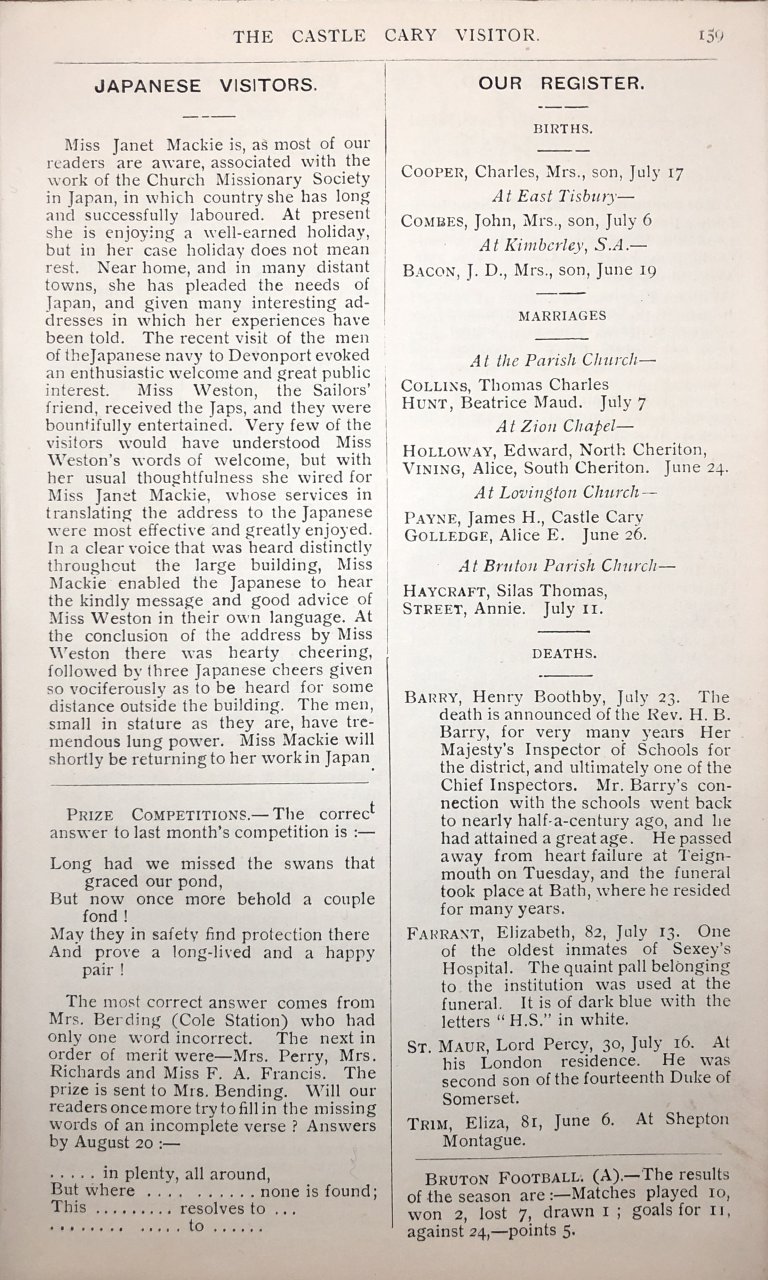 THE CASTLE CARY VISITOR. 159
JAPANESE VISITORS.
Miss Janet Mackie is, as most of our
readers are aware, associated with the
work of the Church Missionary Society
in Japan, in which country she has long
and successfully laboured. At present
she is enjoying a well-earned holiday,
but in her case holiday does not mean
rest. Near home, and in many distant
towns, she has pleaded the needs of
Japan, and given many interesting ad-
dresses in which her experiences have
been told. The recent visit of the men
of the Japanese navy to Devonport evoked
an enthusiastic welcome and great public
interest. Miss Weston, the Sailors'
friend, received the Japs, and they were
bountifully entertained. Very few of the
visitors would have understood Miss
Weston's words of welcome, but with
her usual thoughtfulness she wired for
Miss Janet Mackie, whose services in
translating the address to the Japanese
were most effective and greatly enjoyed.
In a clear voice that was heard distinctly
throughout the large building, Miss
Mackie enabled the Japanese to hear
the kindly message and good advice of
Miss Weston in their own language. At
the conclusion of the address by Miss
Weston there was hearty cheering,
followed by three Japanese cheers given
so vociferously as to be heard for some
distance outside the building. The men,
small in stature as they are, have tre-
mendous lung power. Miss Mackie will
shortly be returning to her work in Japan.
PRIZE COMPETITIONS.—The correct
answer to last month's competition is :—
Long had we missed the swans that
graced our pond,
But now once more behold a couple
fond !
May they in safety find protection there
And prove a long-lived and a happy
pair !
The most correct answer comes from
Mrs. Berding (Cole Station) who had
only one word incorrect. The next in
order of merit were—Mrs. Perry, Mrs.
Richards and Miss F. A. Francis. The
prize is sent to Mrs. Bending. Will our
readers once more try to fill in the missing
words of an incomplete verse ? Answers
by August 20 :—
. . . . . in plenty, all around,
But where . . . . . . . . . . none is found;
This . . . . . . . . . resolves to . . .
. . . . . . . . . . . . . to . . . . . .
OUR REGISTER.
BIRTHS.
COOPER, Charles, Mrs., son, July 17
At East Tisbury—
COMBES, John, Mrs., son, July 6
At Kimberley, S.A.—
BACON, J. D., Mrs., son, June 19
MARRIAGES
At the Parish Church—
COLLINS, Thomas Charles
HUNT, Beatrice Maud. July 7
At Zion Chapel—
HOLLOWAY, Edward, North Cheriton,
VINING, Alice, South Cheriton. June 24.
At Lovington Church—
PAYNE, James H., Castle Cary
GOLLEDGE, Alice E. June 26.
At Bruton Parish Church—
HAYCRAFT, Silas Thomas,
STREET, Annie. July 11.
DEATHS.
BARRY, Henry Boothby, July 23. The
death is announced of the Rev. H. B.
Barry, for very many years Her
Majesty's Inspector of Schools for
the district, and ultimately one of the
Chief Inspectors. Mr. Barry's con-
nection with the schools went back
to nearly half-a-century ago, and he
had attained a great age. He passed
away from heart failure at Teign-
mouth on Tuesday, and the funeral
took place at Bath, where he resided
for many years.
FARRANT, Elizabeth, 82, July 13. One
of the oldest inmates of Sexey's
Hospital. The quaint pall belonging
to the institution was used at the
funeral. It is of dark blue with the
letters "H.S." in white.
ST. MAUR, Lord Percy, 30, July 16. At
his London residence. He was
second son of the fourteenth Duke of
Somerset.
TRIM, Eliza, 81, June 6. At Shepton
Montague.
BRUTON FOOTBALL. (A).—The results
of the season are :—Matches played 10,
won 2, lost 7, drawn 1 ; goals for 11,
against 24,—points 5.